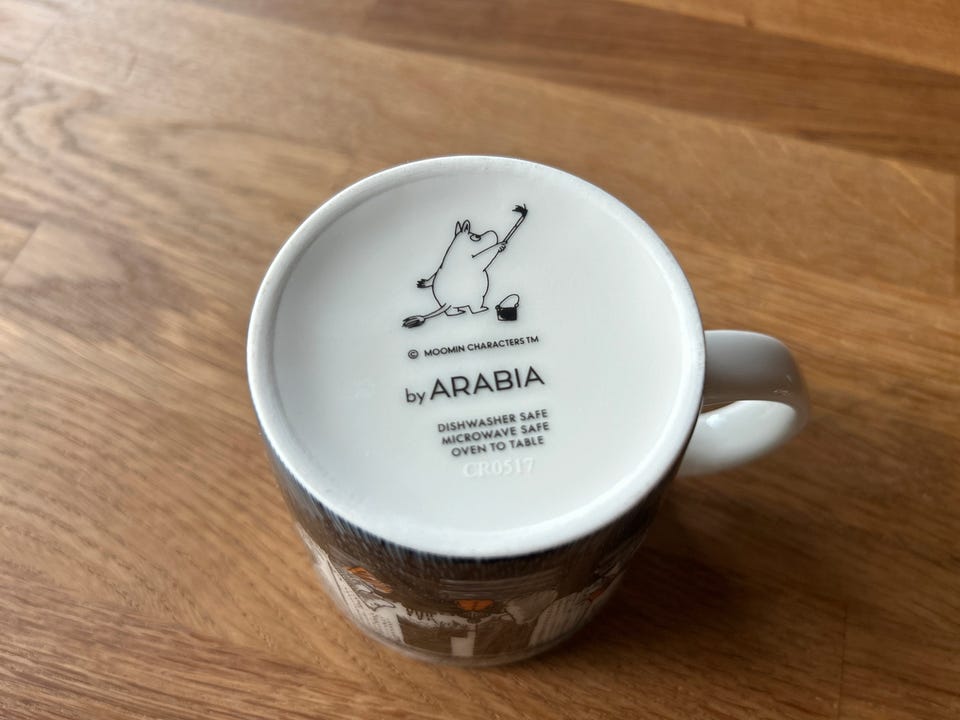 © MOOMIN CHARACTERS TM
by ARABIA
DISHWASHER SAFE
MICROWAVE SAFE
OVEN TO TABLE
CR0517